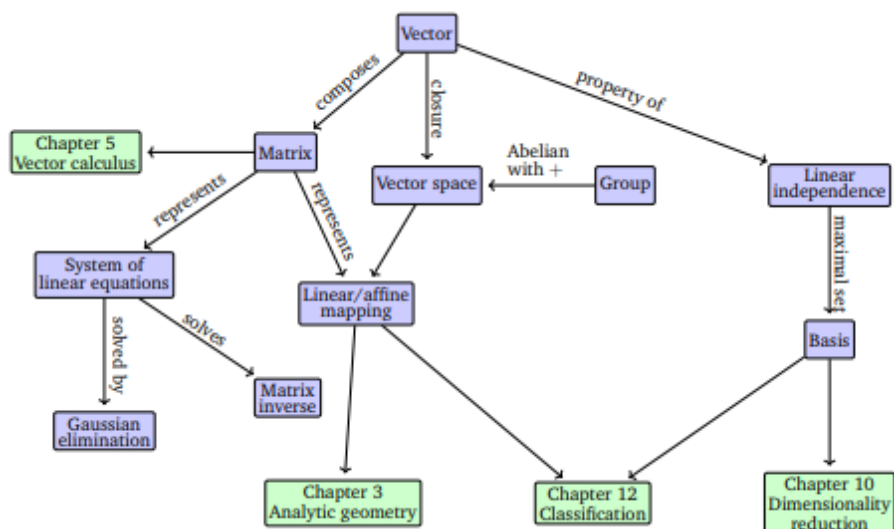 Vector
composes
closure
property of
Chapter 5
Vector calculus
Matrix
Abelian
with +
Vector space
Group
Linear
independence
represents
represents
maximal set
System of
linear equations
Linear/affine
mapping
solved by
solves
Basis
Matrix
inverse
Gaussian
elimination
Chapter 3
Analytic geometry
Chapter 12
Classification
Chapter 10
Dimensionality
reduction